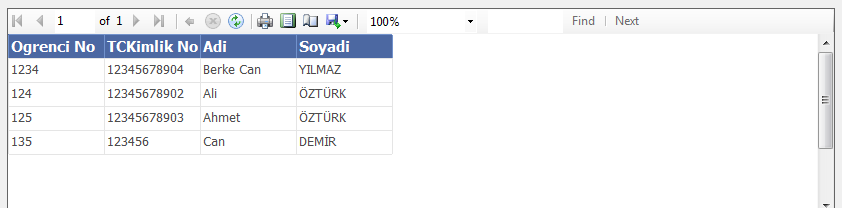 1 of 1 100% Find | Next
Ogrenci No TCKimlik No Adi Soyadi
1234 12345678904 Berke Can YILMAZ
124 12345678902 Ali ÖZTÜRK
125 12345678903 Ahmet ÖZTÜRK
135 123456 Can DEMİR